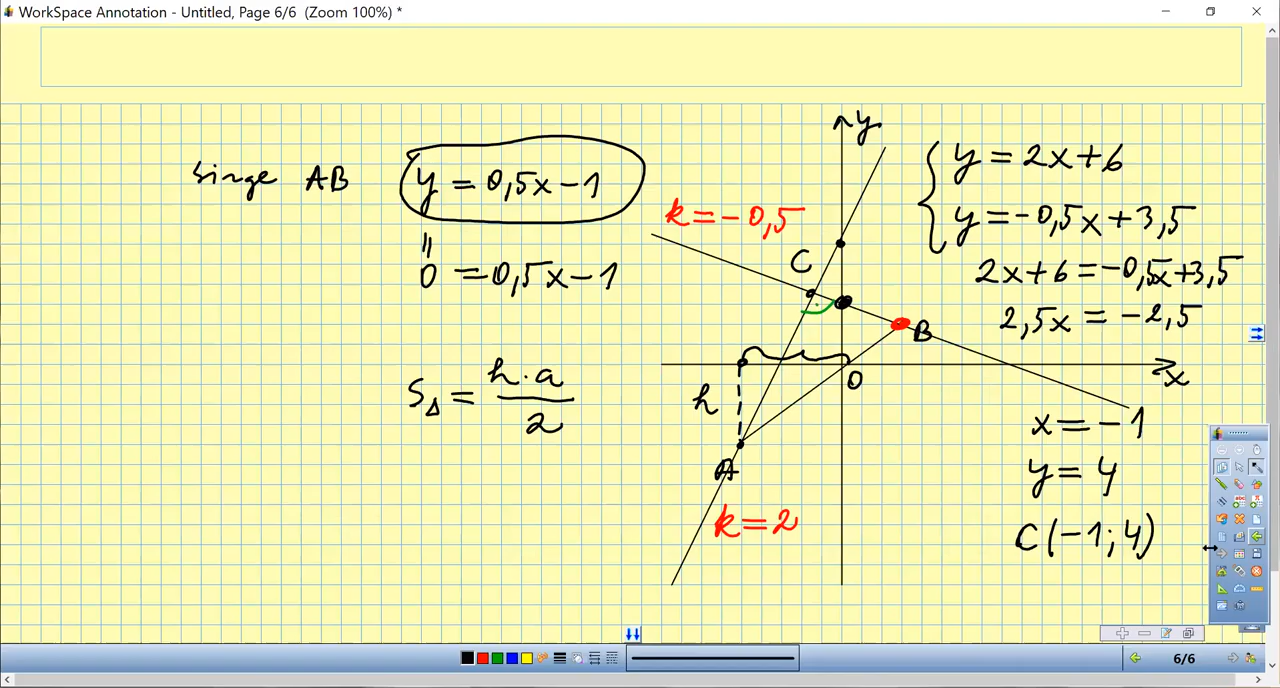 WorkSpace Annotation - Untitled, Page 6/6 (Zoom 100%) *
sirge AB y = 0,5x - 1
0 = 0,5x - 1
S△ = h · a / 2
k = -0,5
y
C
B
O
x
h
A
k = 2
y = 2x + 6
y = -0,5x + 3,5
2x + 6 = -0,5x + 3,5
2,5x = -2,5
x = -1
y = 4
C(-1; 4)
6/6